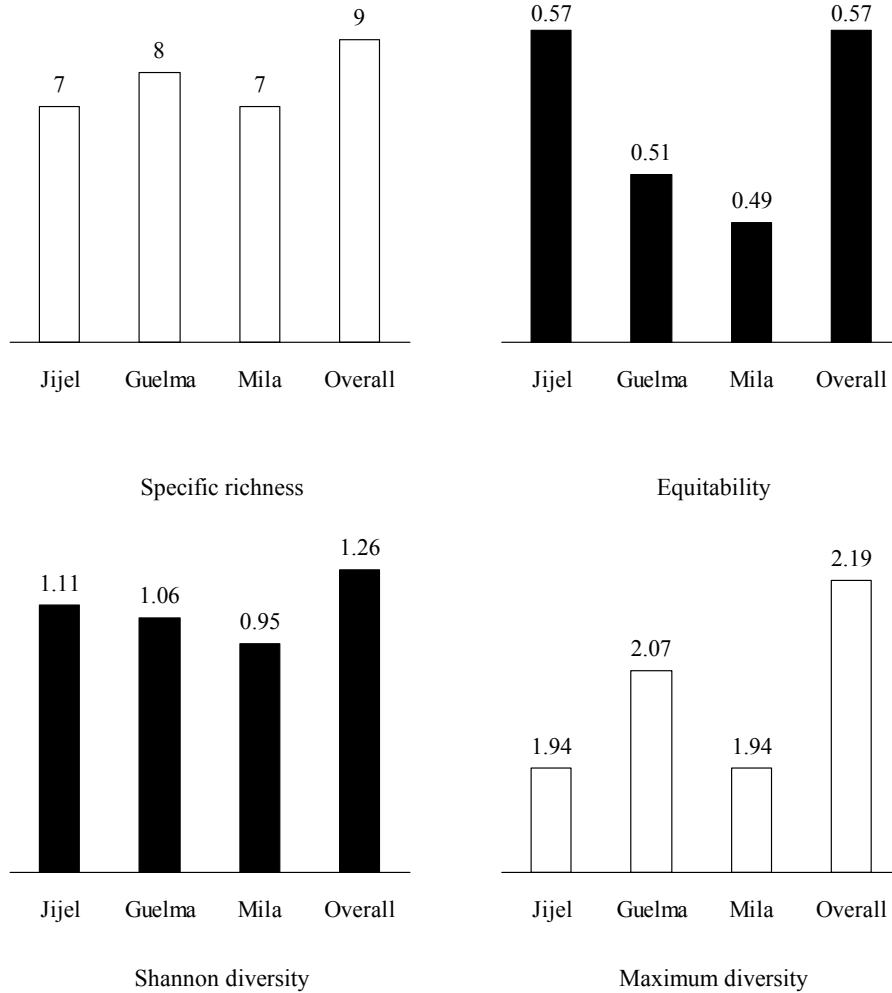 9
8
7 7
Jijel Guelma Mila Overall
Specific richness
0.57 0.57
0.51
0.49
Jijel Guelma Mila Overall
Equitability
1.26
1.11
1.06
0.95
Jijel Guelma Mila Overall
Shannon diversity
2.19
2.07
1.94 1.94
Jijel Guelma Mila Overall
Maximum diversity